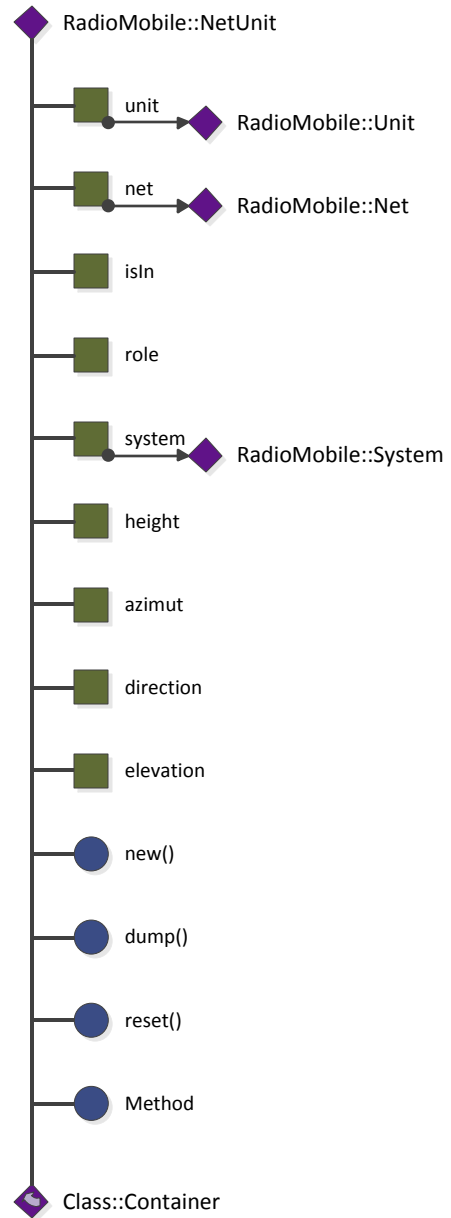 RadioMobile::NetUnit
unit
RadioMobile::Unit
net
RadioMobile::Net
isIn
role
system
RadioMobile::System
height
azimut
direction
elevation
new()
dump()
reset()
Method
Class::Container